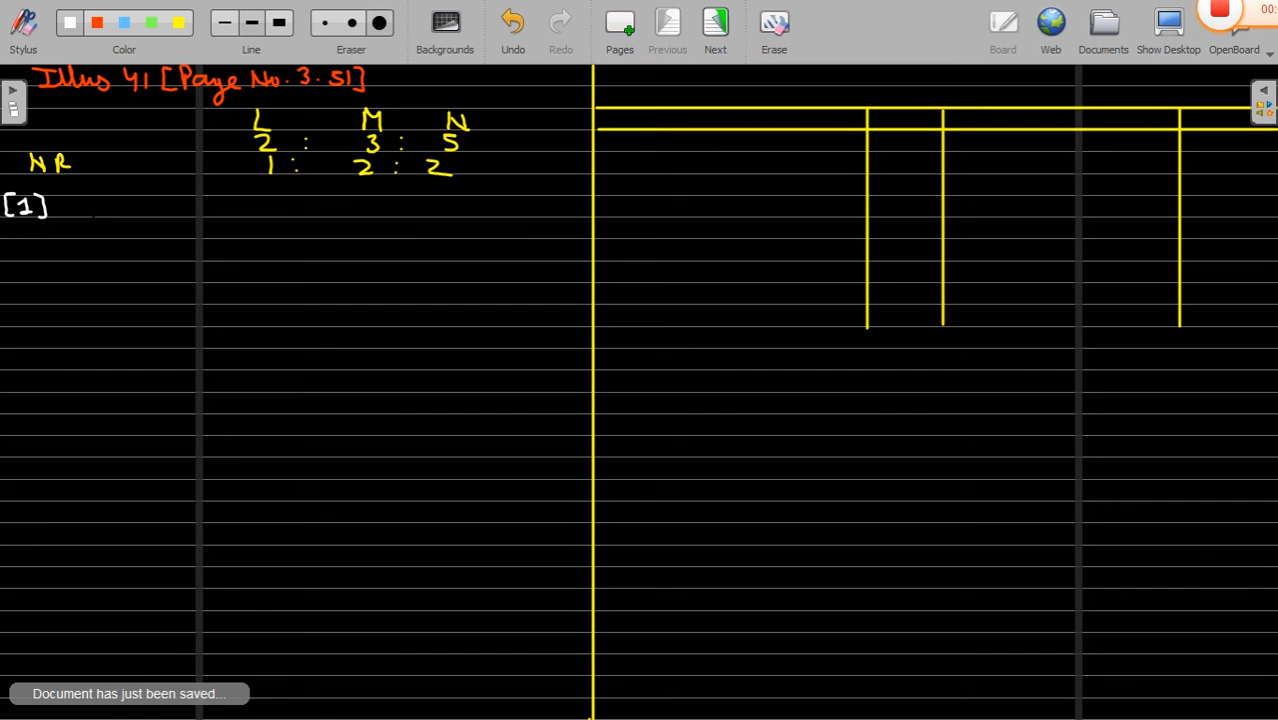 Stylus Color Line Eraser Backgrounds Undo Redo Pages Previous Next Erase Board Web Documents Show Desktop OpenBoard
00:
Illus 41 [Page No. 3.51]
L M N
2 : 3 : 5
NR 1 : 2 : 2
[1]
Document has just been saved...